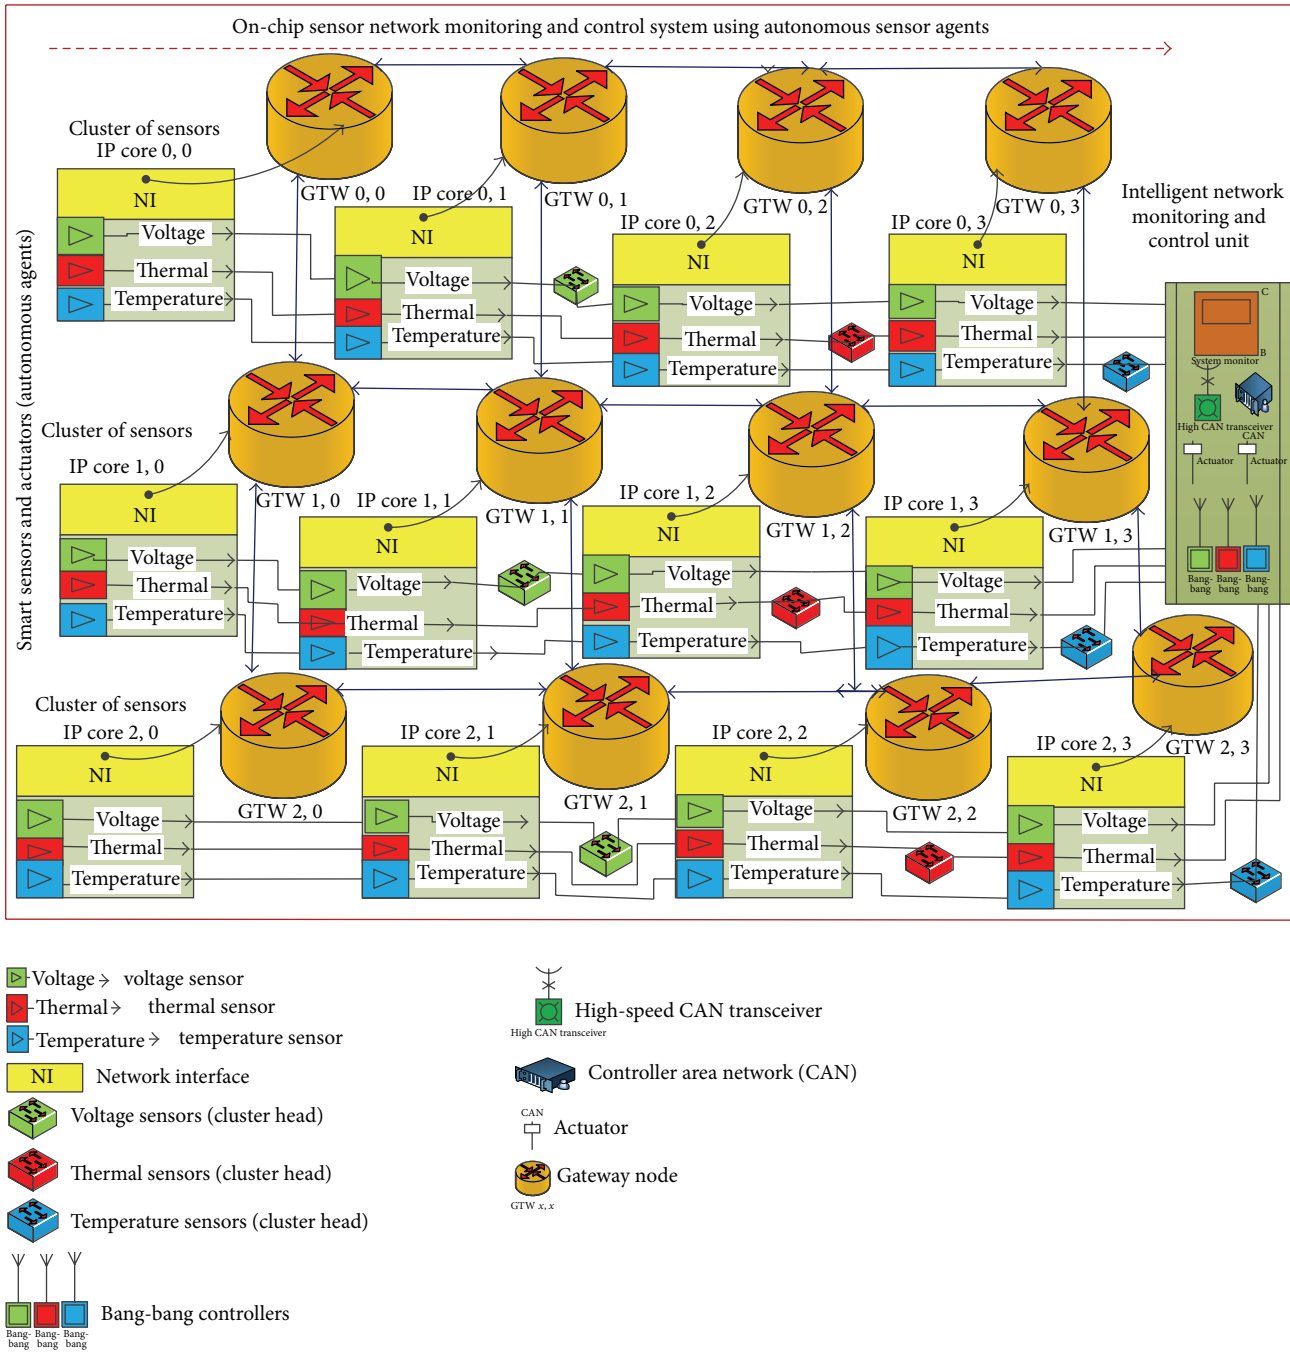 On-chip sensor network monitoring and control system using autonomous sensor agents
Smart sensors and actuators (autonomous agents)
Cluster of sensors
IP core 0, 0
NI
Voltage
Thermal
Temperature
GTW 0, 0
IP core 0, 1
NI
Voltage
Thermal
Temperature
GTW 0, 1
IP core 0, 2
NI
Voltage
Thermal
Temperature
GTW 0, 2
IP core 0, 3
NI
Voltage
Thermal
Temperature
GTW 0, 3
Intelligent network
monitoring and
control unit
C
B
System monitor
High CAN transceiver
CAN
Actuator
Actuator
Bang-
bang
Bang-
bang
Bang-
bang
Cluster of sensors
IP core 1, 0
NI
Voltage
Thermal
Temperature
GTW 1, 0
IP core 1, 1
NI
Voltage
Thermal
Temperature
GTW 1, 1
IP core 1, 2
NI
Voltage
Thermal
Temperature
GTW 1, 2
IP core 1, 3
NI
Voltage
Thermal
Temperature
GTW 1, 3
Cluster of sensors
IP core 2, 0
NI
Voltage
Thermal
Temperature
GTW 2, 0
IP core 2, 1
NI
Voltage
Thermal
Temperature
GTW 2, 1
IP core 2, 2
NI
Voltage
Thermal
Temperature
GTW 2, 2
IP core 2, 3
NI
Voltage
Thermal
Temperature
GTW 2, 3
Voltage voltage sensor
Thermal thermal sensor
Temperature temperature sensor
NI Network interface
Voltage sensors (cluster head)
Thermal sensors (cluster head)
Temperature sensors (cluster head)
Bang-bang controllers
Bang-
bang
Bang-
bang
Bang-
bang
High-speed CAN transceiver
High CAN transceiver
Controller area network (CAN)
CAN
Actuator
Gateway node
GTW x, x